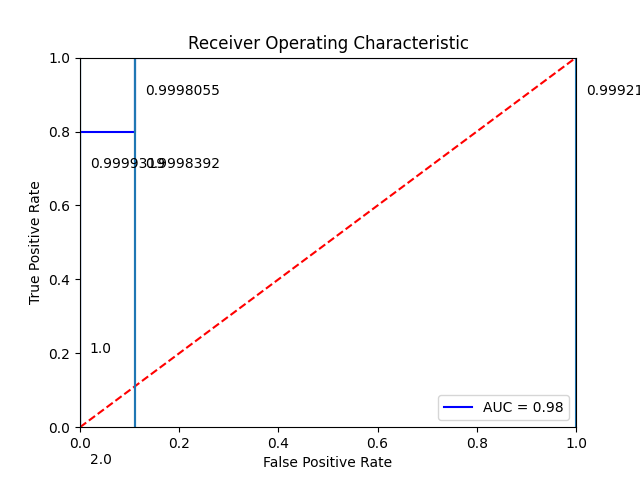 Receiver Operating Characteristic
1.0
0.9998055
0.99921
0.8
0.9999319
0.9998392
0.6
True Positive Rate
0.4
1.0
0.2
AUC = 0.98
0.0
0.0 0.2 0.4 0.6 0.8 1.0
2.0
False Positive Rate